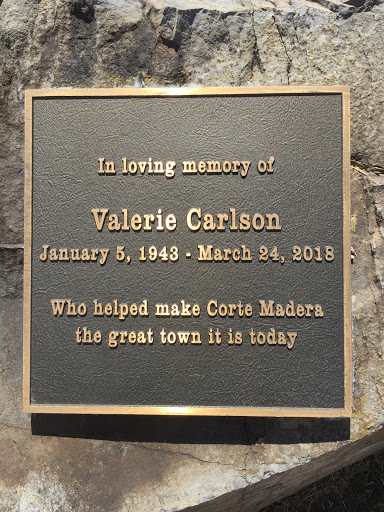 In loving memory of
Valerie Carlson
January 5, 1943 - March 24, 2018
Who helped make Corte Madera
the great town it is today